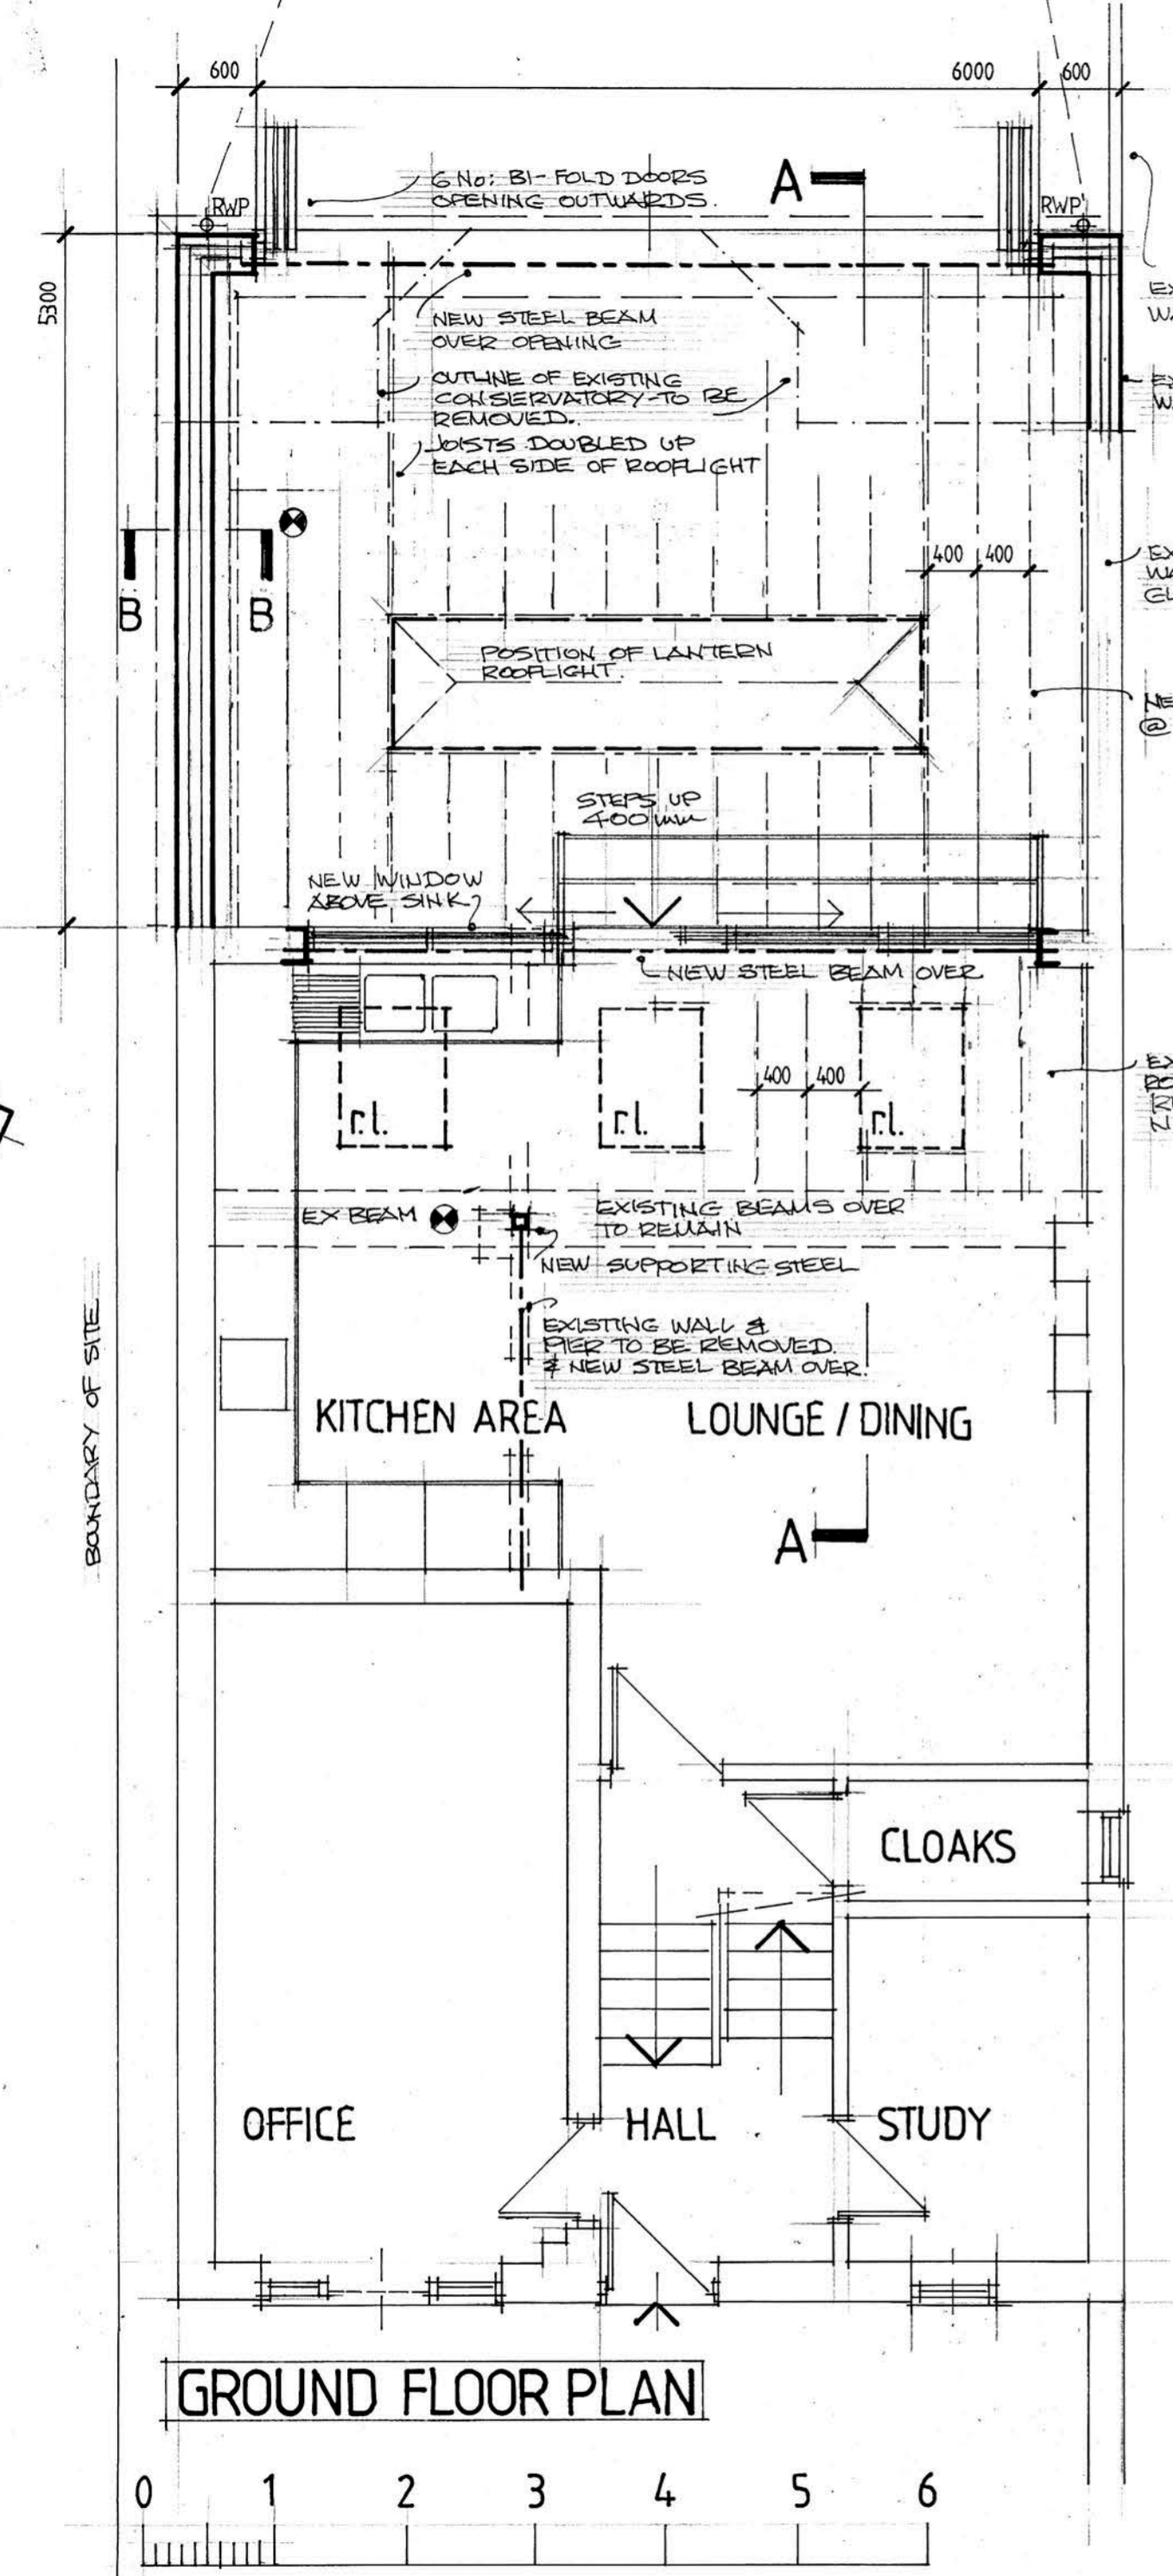 600
6000
600
6 No: BI-FOLD DOORS
OPENING OUTWARDS.
A
RWP
RWP
5300
NEW STEEL BEAM
OVER OPENING
OUTLINE OF EXISTING
CONSERVATORY-TO BE
REMOVED.
JOISTS DOUBLED UP
EACH SIDE OF ROOFLIGHT
400
400
B
B
POSITION OF LANTERN
ROOFLIGHT.
@
STEPS UP
400mm
NEW WINDOW
ABOVE SINK
NEW STEEL BEAM OVER
400
400
r.l.
r.l.
r.l.
EX BEAM
EXISTING BEAMS OVER
TO REMAIN
NEW SUPPORTING STEEL
EXISTING WALL &
PIER TO BE REMOVED.
& NEW STEEL BEAM OVER.
BOUNDARY OF SITE
KITCHEN AREA
LOUNGE / DINING
A
CLOAKS
OFFICE
HALL
STUDY
GROUND FLOOR PLAN
0 1 2 3 4 5 6